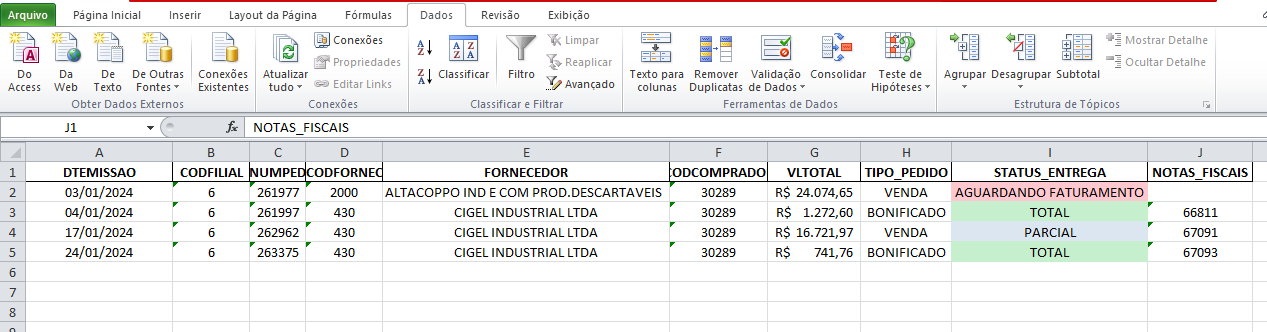 Arquivo Página Inicial Inserir Layout da Página Fórmulas Dados Revisão Exibição
Do Access
Da Web
De Texto
De Outras Fontes
Conexões Existentes
Obter Dados Externos
Atualizar tudo
Conexões
Propriedades
Editar Links
Conexões
Classificar
Filtro
Limpar
Reaplicar
Avançado
Classificar e Filtrar
Texto para colunas
Remover Duplicatas
Validação de Dados
Consolidar
Teste de Hipóteses
Ferramentas de Dados
Agrupar
Desagrupar
Subtotal
Mostrar Detalhe
Ocultar Detalhe
Estrutura de Tópicos
J1 fx NOTAS_FISCAIS
A B C D E F G H I J
1 DTEMISSAO CODFILIAL NUMPED CODFORNEC FORNECEDOR CODCOMPRADO VLTOTAL TIPO_PEDIDO STATUS_ENTREGA NOTAS_FISCAIS
2 03/01/2024 6 261977 2000 ALTACOPPO IND E COM PROD.DESCARTAVEIS 30289 R$ 24.074,65 VENDA AGUARDANDO FATURAMENTO
3 04/01/2024 6 261997 430 CIGEL INDUSTRIAL LTDA 30289 R$ 1.272,60 BONIFICADO TOTAL 66811
4 17/01/2024 6 262962 430 CIGEL INDUSTRIAL LTDA 30289 R$ 16.721,97 VENDA PARCIAL 67091
5 24/01/2024 6 263375 430 CIGEL INDUSTRIAL LTDA 30289 R$ 741,76 BONIFICADO TOTAL 67093
6
7
8
9